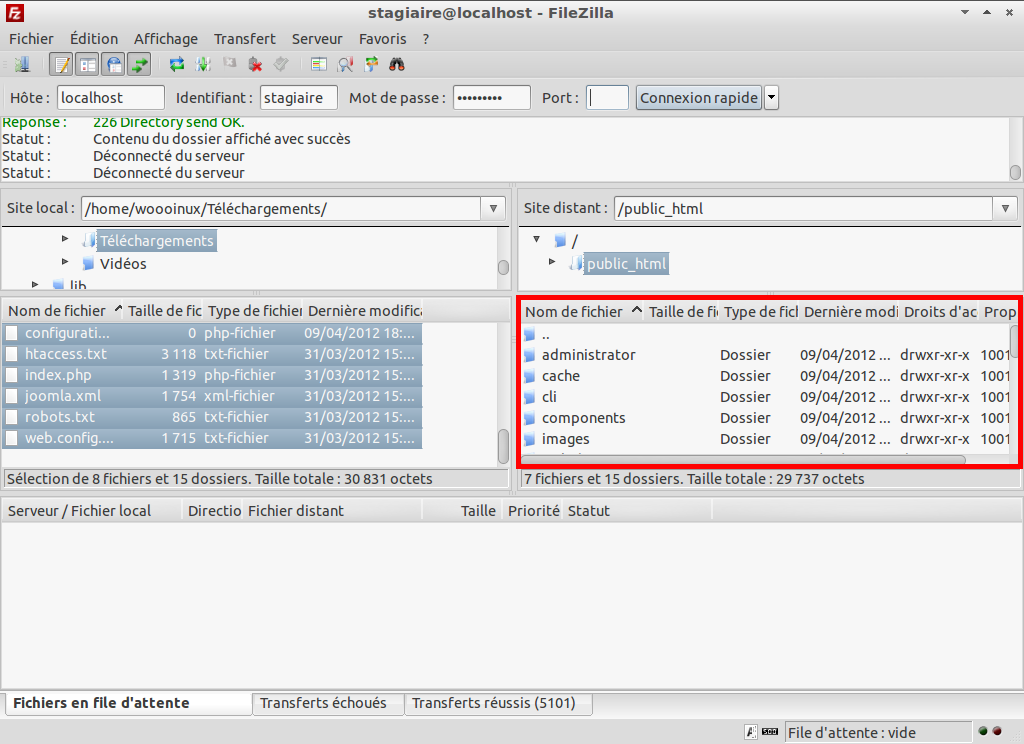 stagiaire@localhost - FileZilla
Fichier Édition Affichage Transfert Serveur Favoris ?
Hôte : localhost Identifiant : stagiaire Mot de passe : ••••••••• Port : Connexion rapide
Réponse : 226 Directory send OK.
Statut : Contenu du dossier affiché avec succès
Statut : Déconnecté du serveur
Statut : Déconnecté du serveur
Site local : /home/woooinux/Téléchargements/
Téléchargements
Vidéos
lib
Site distant : /public_html
/
public_html
Nom de fichier Taille de fic Type de fichier Dernière modifica
configurati... 0 php-fichier 09/04/2012 18:...
htaccess.txt 3 118 txt-fichier 31/03/2012 15:...
index.php 1 319 php-fichier 31/03/2012 15:...
joomla.xml 1 754 xml-fichier 31/03/2012 15:...
robots.txt 865 txt-fichier 31/03/2012 15:...
web.config.... 1 715 txt-fichier 31/03/2012 15:...
Sélection de 8 fichiers et 15 dossiers. Taille totale : 30 831 octets
Nom de fichier Taille de fi Type de fich Dernière modi Droits d'ac Prop
..
administrator Dossier 09/04/2012 ... drwxr-xr-x 1001
cache Dossier 09/04/2012 ... drwxr-xr-x 1001
cli Dossier 09/04/2012 ... drwxr-xr-x 1001
components Dossier 09/04/2012 ... drwxr-xr-x 1001
images Dossier 09/04/2012 ... drwxr-xr-x 1001
7 fichiers et 15 dossiers. Taille totale : 29 737 octets
Serveur / Fichier local Directio Fichier distant Taille Priorité Statut
Fichiers en file d'attente Transferts échoués Transferts réussis (5101)
File d'attente : vide